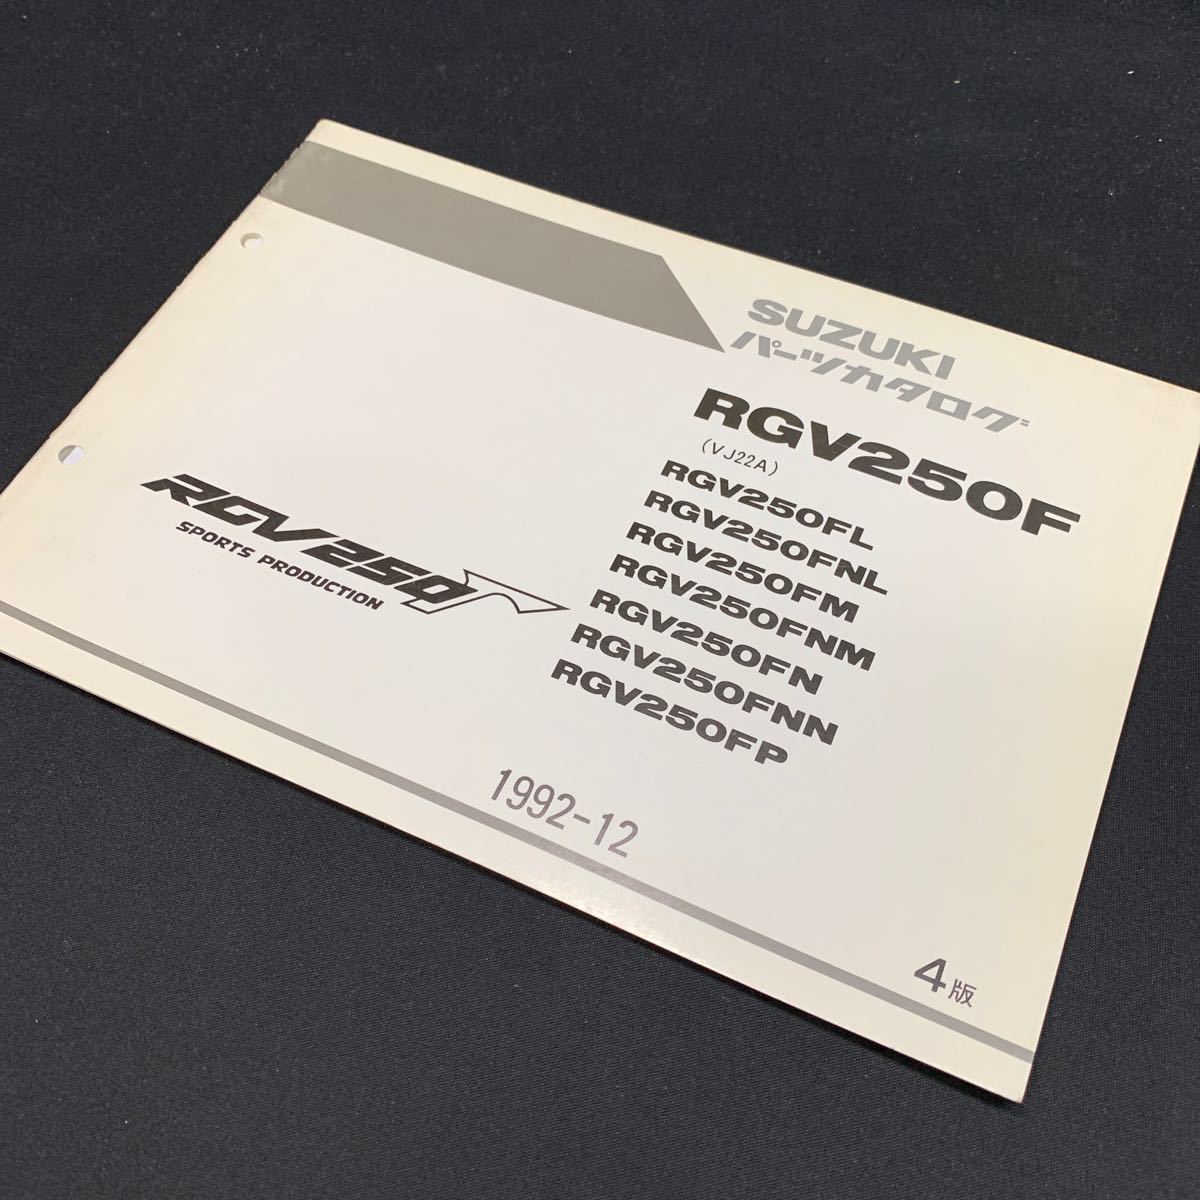 SUZUKI
パーツカタログ
RGV250F
(VJ22A)
RGV250FL
RGV250FNL
RGV250FM
RGV250FNM
RGV250FN
RGV250FNN
RGV250FP
RGV250Γ
SPORTS PRODUCTION
1992-12
4版